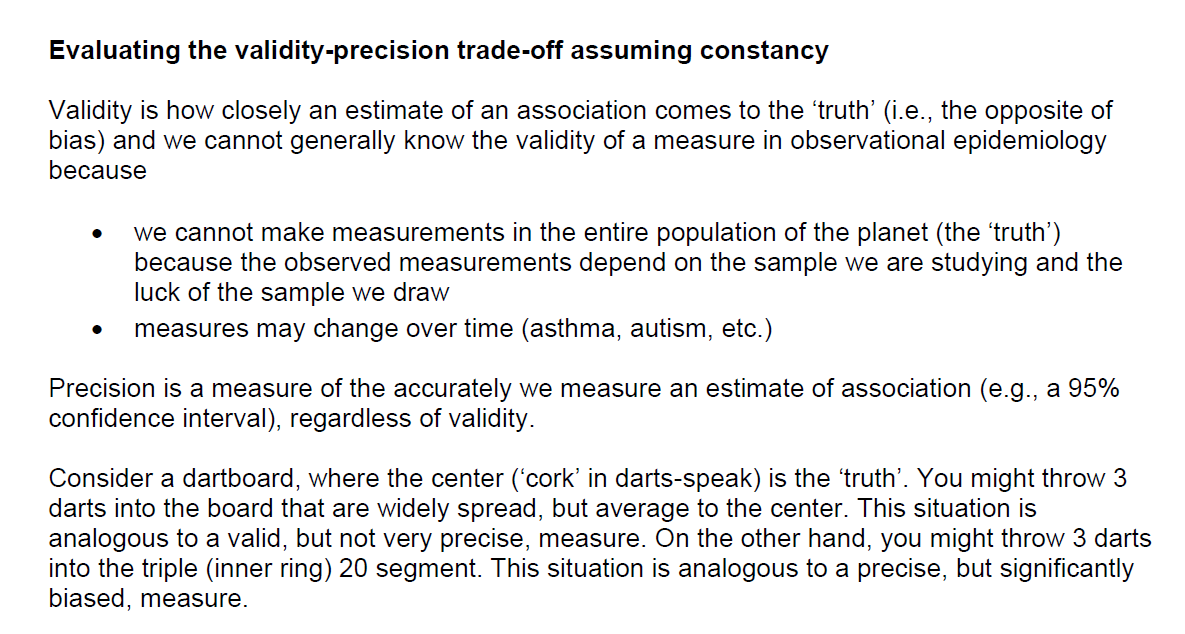 Evaluating the validity-precision trade-off assuming constancy
Validity is how closely an estimate of an association comes to the ‘truth’ (i.e., the opposite of
bias) and we cannot generally know the validity of a measure in observational epidemiology
because
• we cannot make measurements in the entire population of the planet (the ‘truth’)
because the observed measurements depend on the sample we are studying and the
luck of the sample we draw
• measures may change over time (asthma, autism, etc.)
Precision is a measure of the accurately we measure an estimate of association (e.g., a 95%
confidence interval), regardless of validity.
Consider a dartboard, where the center (‘cork’ in darts-speak) is the ‘truth’. You might throw 3
darts into the board that are widely spread, but average to the center. This situation is
analogous to a valid, but not very precise, measure. On the other hand, you might throw 3 darts
into the triple (inner ring) 20 segment. This situation is analogous to a precise, but significantly
biased, measure.